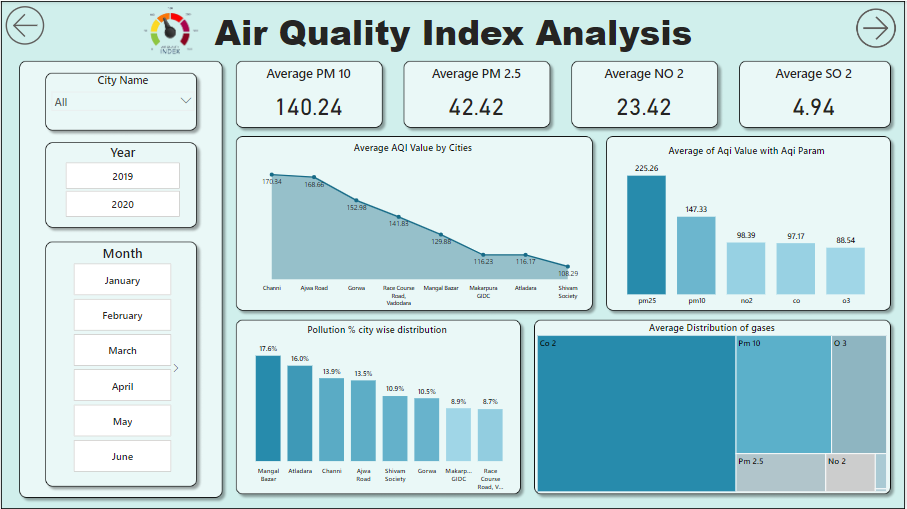 Air Quality Index Analysis
INDEX
City Name
All
Year
2019
2020
Month
January
February
March
April
May
June
Average PM 10
140.24
Average PM 2.5
42.42
Average NO 2
23.42
Average SO 2
4.94
Average AQI Value by Cities
170.34
168.66
152.98
141.83
129.88
116.23
116.17
108.29
Channi
Ajwa Road
Gorwa
Race Course
Road,
Vadodara
Mangal Bazar
Makarpura
GIDC
Atladara
Shivam
Society
Average of Aqi Value with Aqi Param
225.26
147.33
98.39
97.17
88.54
pm25
pm10
no2
co
o3
Pollution % city wise distribution
17.6%
16.0%
13.9%
13.5%
10.9%
10.5%
8.9%
8.7%
Mangal
Bazar
Atladara
Channi
Ajwa
Road
Shivam
Society
Gorwa
Makarp...
GIDC
Race
Course
Road, V...
Average Distribution of gases
Co 2
Pm 10
O 3
Pm 2.5
No 2